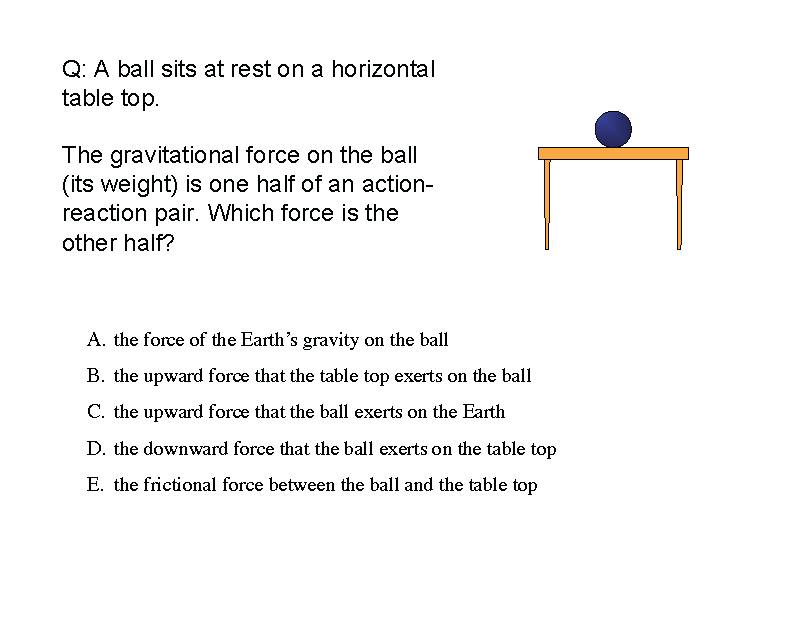 Q: A ball sits at rest on a horizontal
table top.
The gravitational force on the ball
(its weight) is one half of an action-
reaction pair. Which force is the
other half?
A. the force of the Earth’s gravity on the ball
B. the upward force that the table top exerts on the ball
C. the upward force that the ball exerts on the Earth
D. the downward force that the ball exerts on the table top
E. the frictional force between the ball and the table top